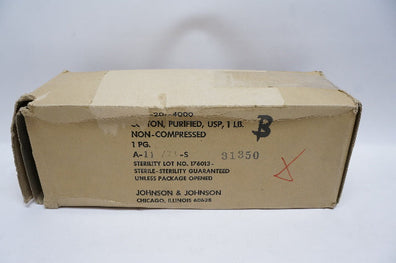 COTTON, PURIFIED, USP, 1 LB.
NON-COMPRESSED
1 PG.
31350
STERILITY LOT NO. 176013-
STERILE-STERILITY GUARANTEED
UNLESS PACKAGE OPENED
JOHNSON & JOHNSON
CHICAGO, ILLINOIS 60638
B
X